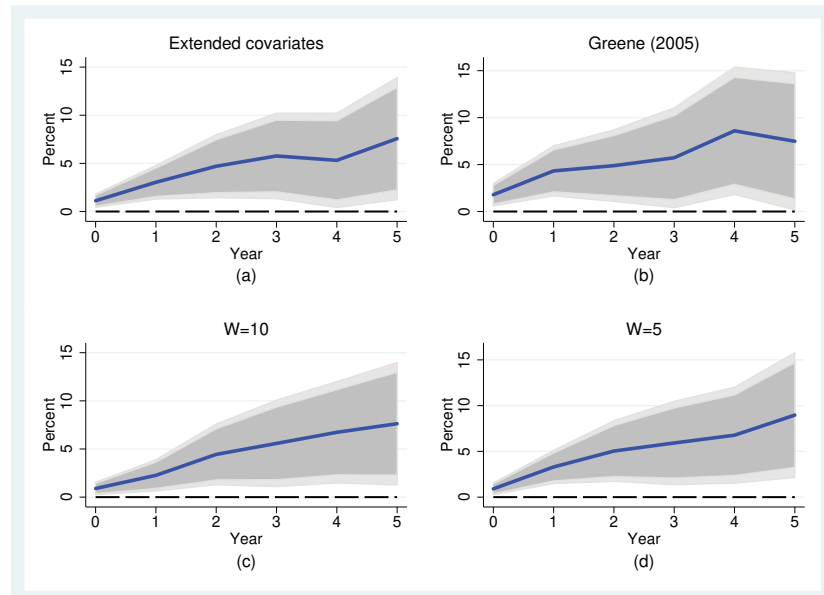 Extended covariates
15
10
5
0
Percent
0 1 2 3 4 5
Year
(a)
Greene (2005)
15
10
5
0
Percent
0 1 2 3 4 5
Year
(b)
W=10
15
10
5
0
Percent
0 1 2 3 4 5
Year
(c)
W=5
15
10
5
0
Percent
0 1 2 3 4 5
Year
(d)